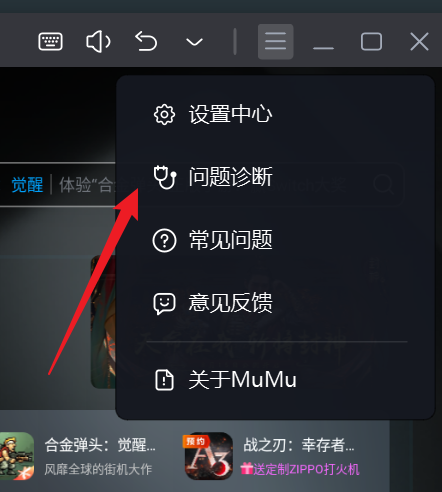 设置中心
问题诊断
觉醒
体验“合金
常见问题
意见反馈
关于MuMu
合金弹头：觉醒...
风靡全球的街机大作
预约
A3
战之刃：幸存者...
送定制ZIPPO打火机